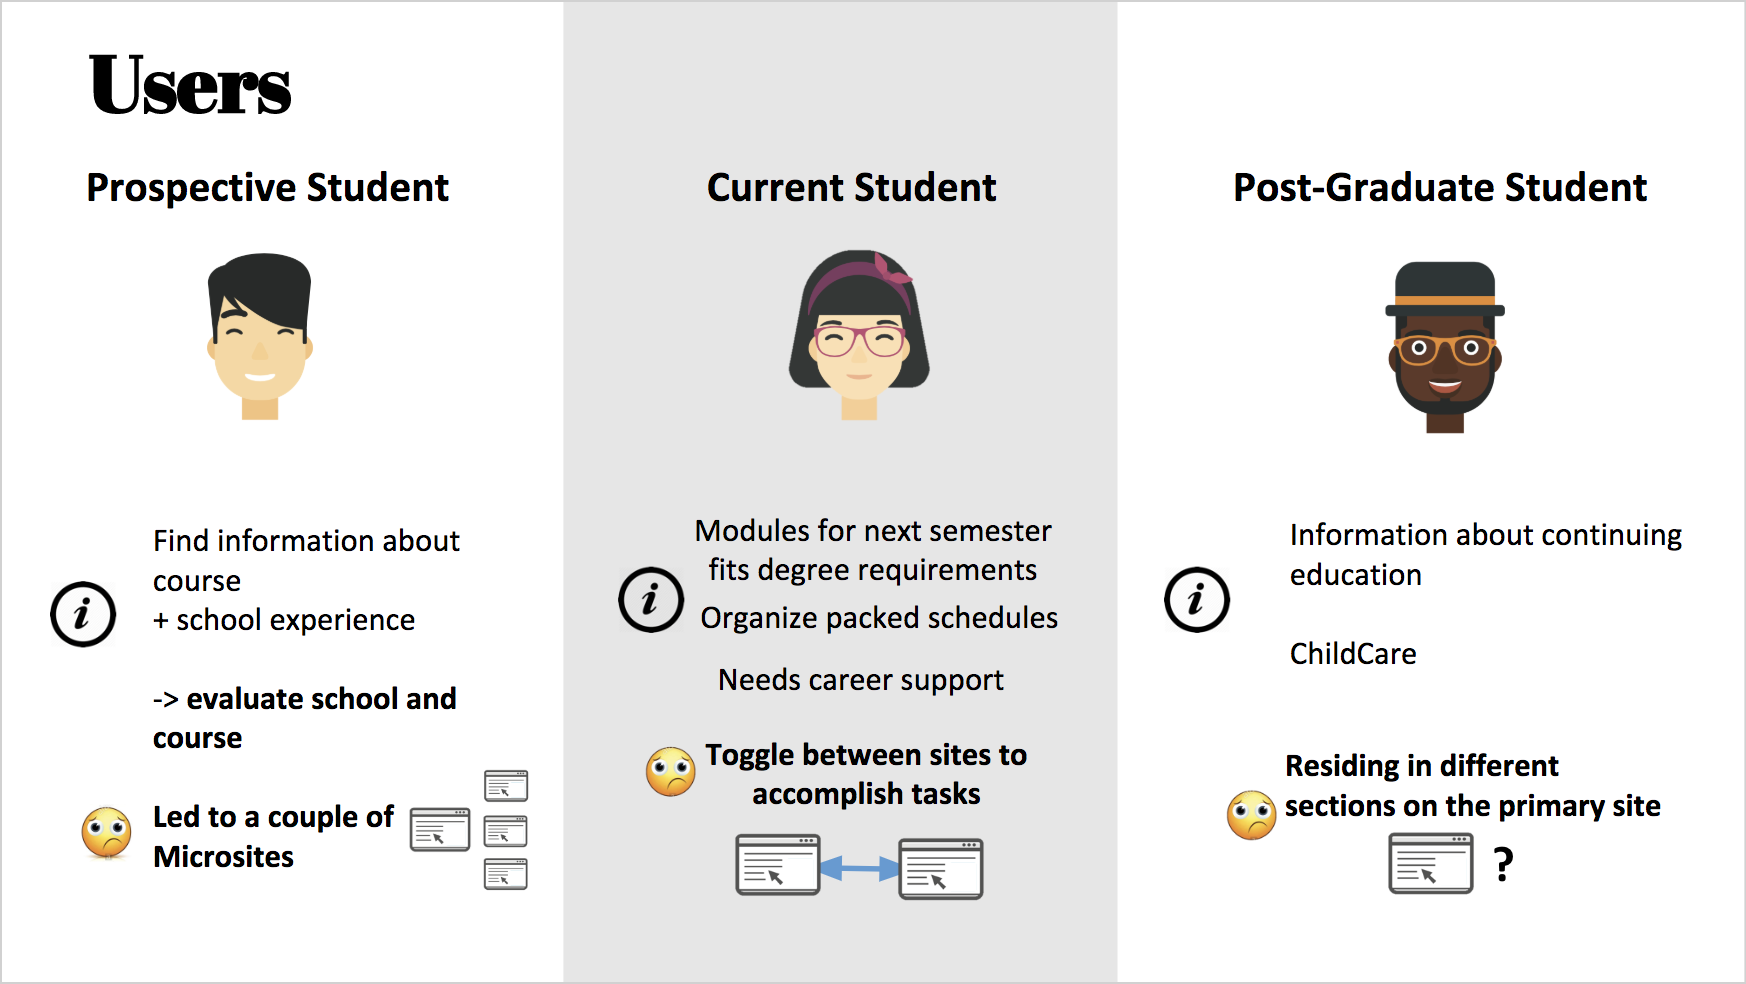 Users
Prospective Student
Find information about
course
+ school experience
-> evaluate school and
course
Led to a couple of
Microsites
Current Student
Modules for next semester
fits degree requirements
Organize packed schedules
Needs career support
Toggle between sites to
accomplish tasks
Post-Graduate Student
Information about continuing
education
ChildCare
Residing in different
sections on the primary site
?